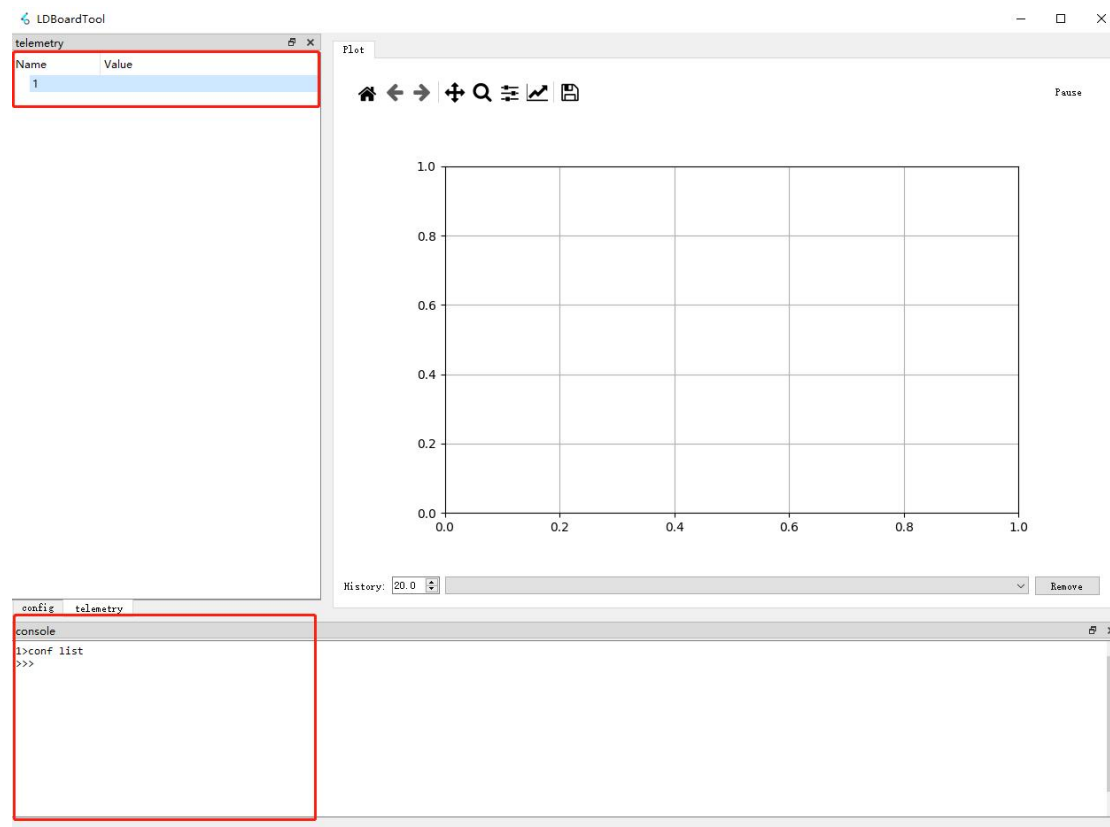 LDBoardTool
telemetry
Name Value
1
Plot
Pause
1.0
0.8
0.6
0.4
0.2
0.0
0.0 0.2 0.4 0.6 0.8 1.0
History: 20.0 Remove
config telemetry
console
1>conf list
>>>